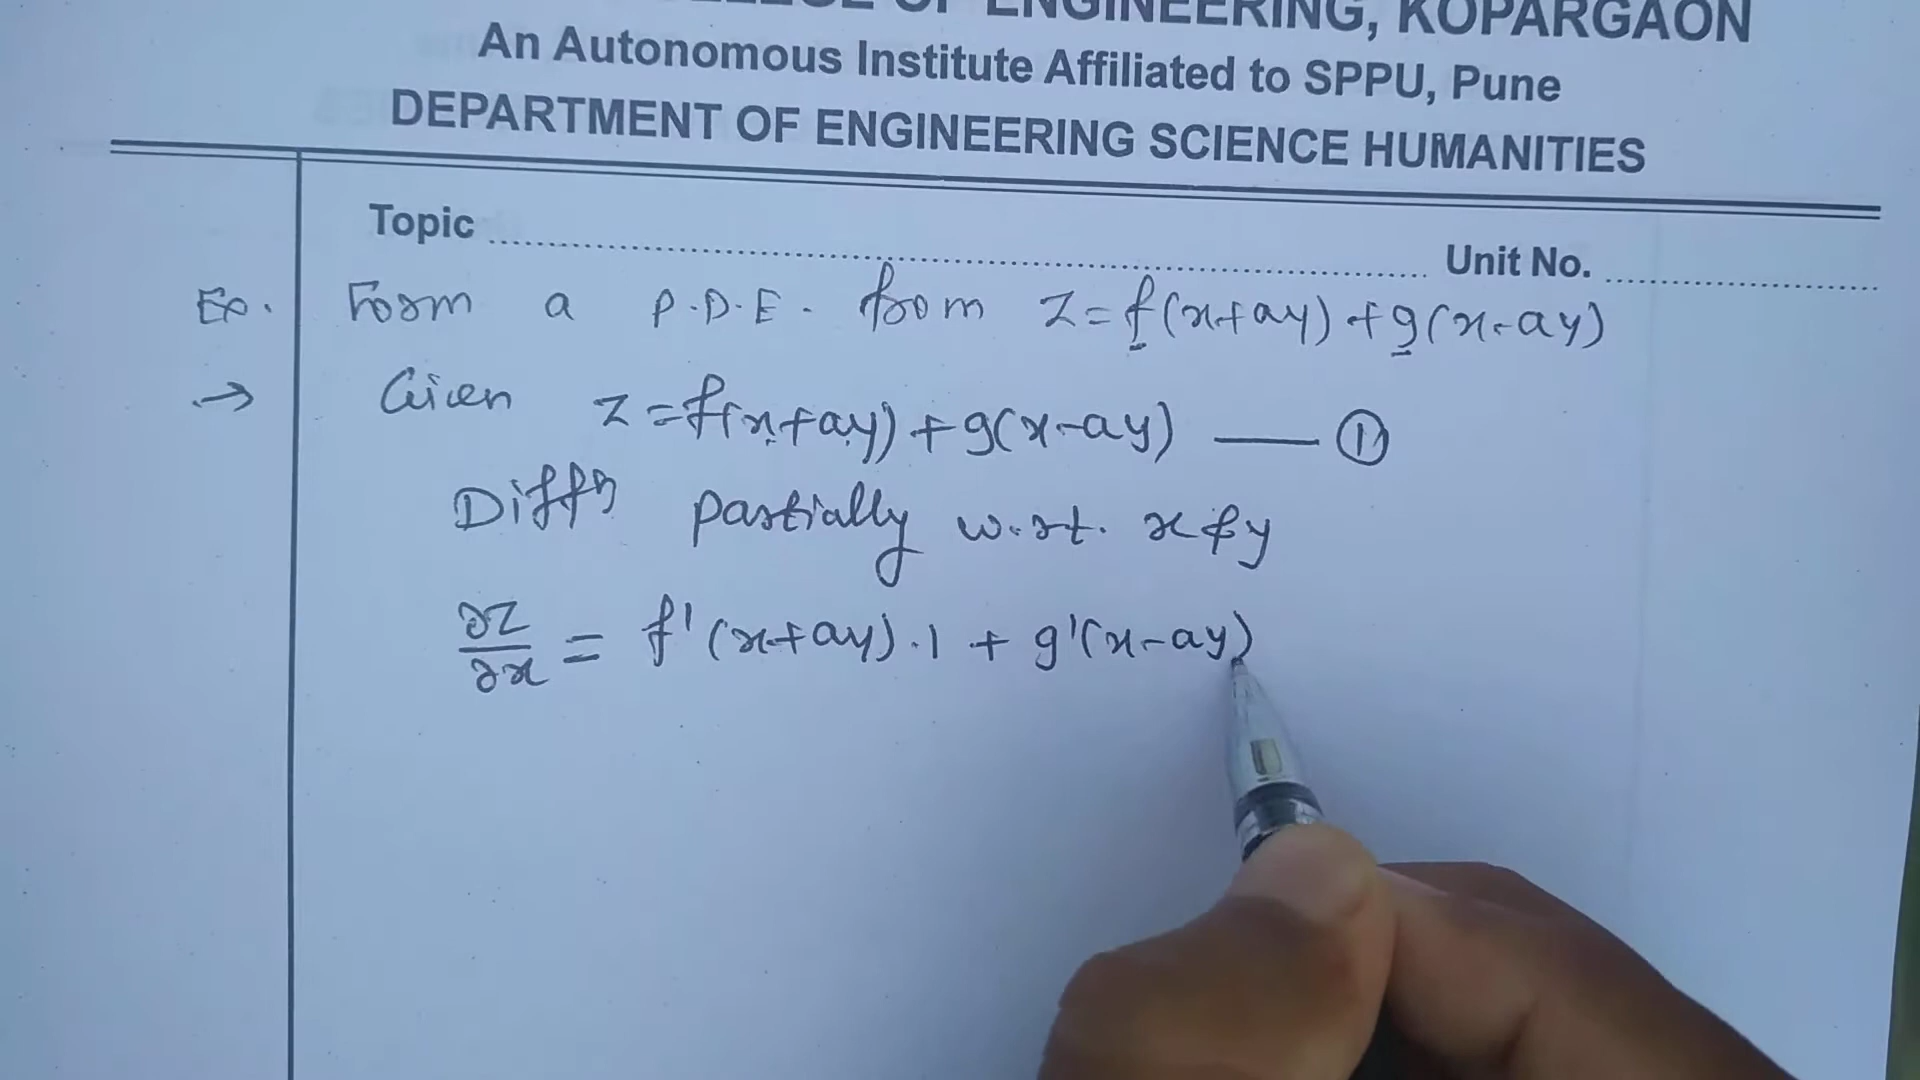 OF ENGINEERING, KOPARGAON
An Autonomous Institute Affiliated to SPPU, Pune
DEPARTMENT OF ENGINEERING SCIENCE HUMANITIES
Topic Unit No.
Ex. Form a P.D.E. from z=f(x+ay)+g(x-ay)
→ Given z=f(x+ay)+g(x-ay) — ①
Diffn partially w.r.t. x & y
∂z/∂x = f'(x+ay).1 + g'(x-ay)